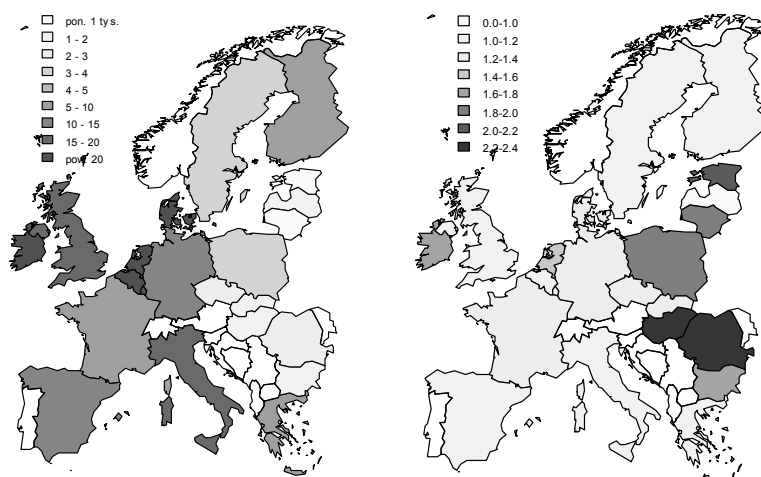 pon. 1 tys.
1 - 2
2 - 3
3 - 4
4 - 5
5 - 10
10 - 15
15 - 20
pow. 20
0.0-1.0
1.0-1.2
1.2-1.4
1.4-1.6
1.6-1.8
1.8-2.0
2.0-2.2
2.2-2.4